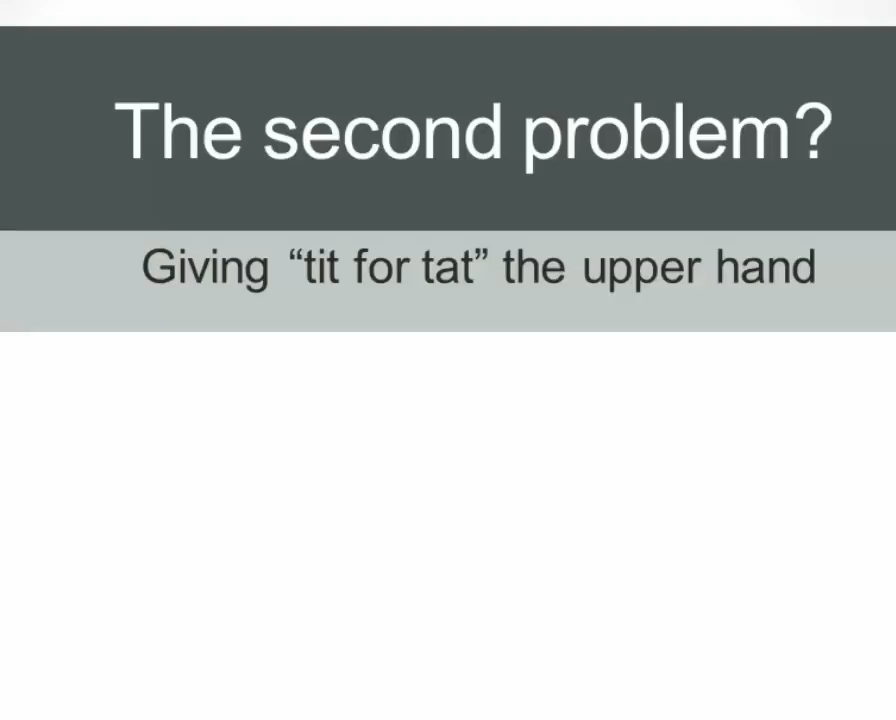 The second problem?
Giving “tit for tat” the upper hand